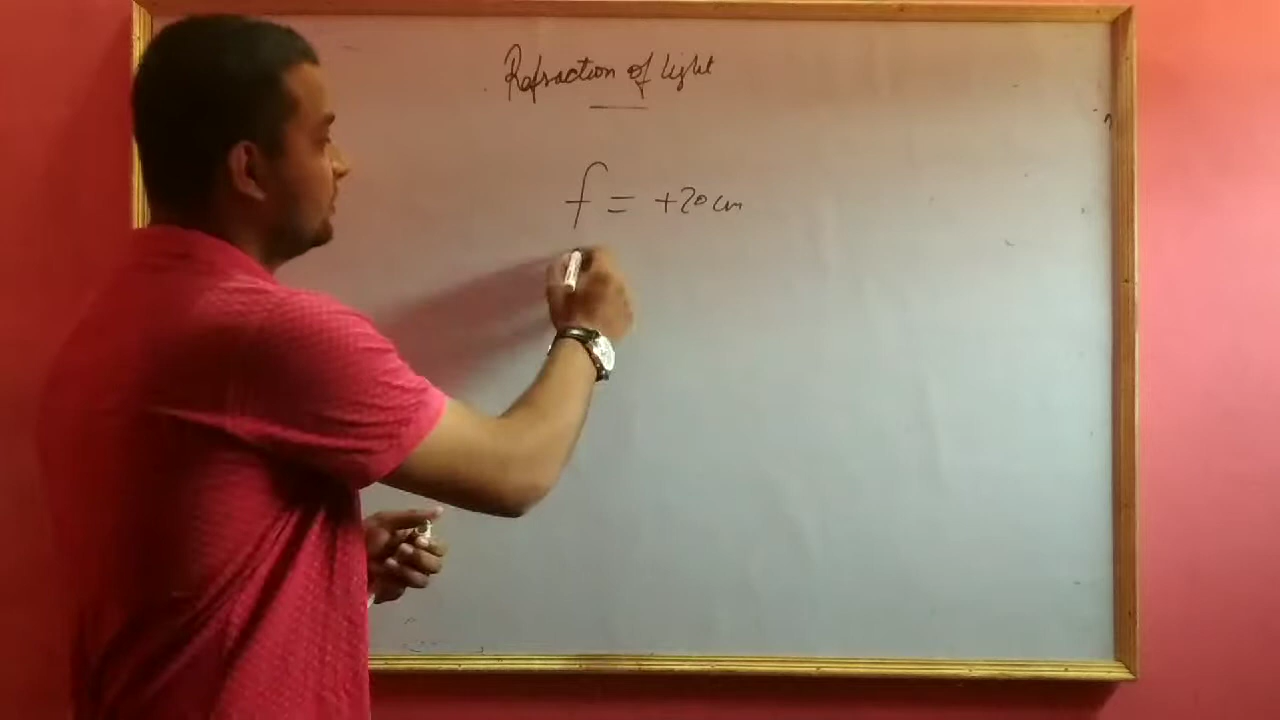 Refraction of light
f = +20 cm